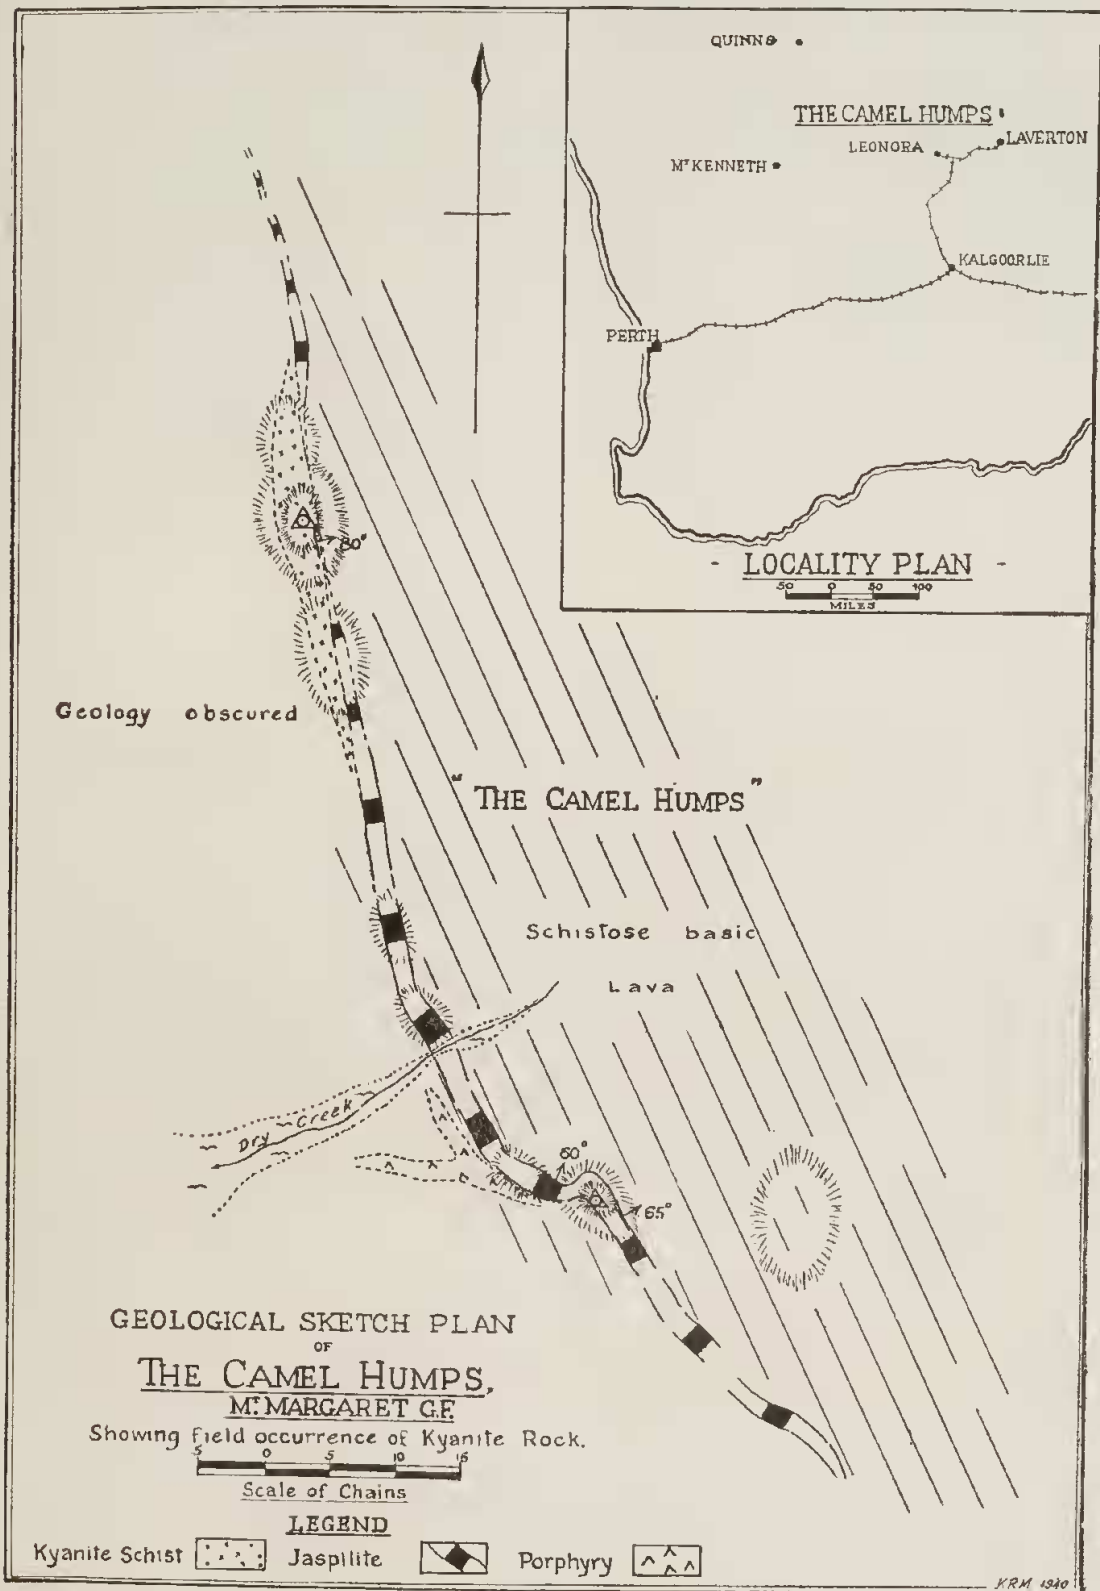 QUINNS
THE CAMEL HUMPS
LEONORA
LAVERTON
Mt KENNETH
KALGOORLIE
PERTH
- LOCALITY PLAN -
50 0 50 100
MILES
80°
Geology obscured
"THE CAMEL HUMPS"
Schistose basic
Lava
Dry Creek
60°
65°
GEOLOGICAL SKETCH PLAN
OF
THE CAMEL HUMPS,
Mt. MARGARET G.F.
Showing field occurrence of Kyanite Rock.
5 0 5 10 15
Scale of Chains
LEGEND
Kyanite Schist Jaspilite Porphyry
KRM 1940